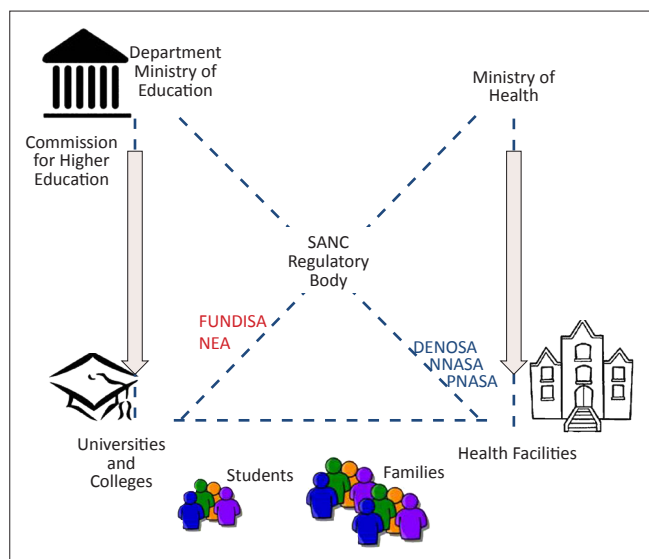 Department
Ministry of
Education
Ministry of
Health
Commission
for Higher
Education
SANC
Regulatory
Body
FUNDISA
NEA
DENOSA
NNASA
PNASA
Universities
and
Colleges
Students
Families
Health Facilities